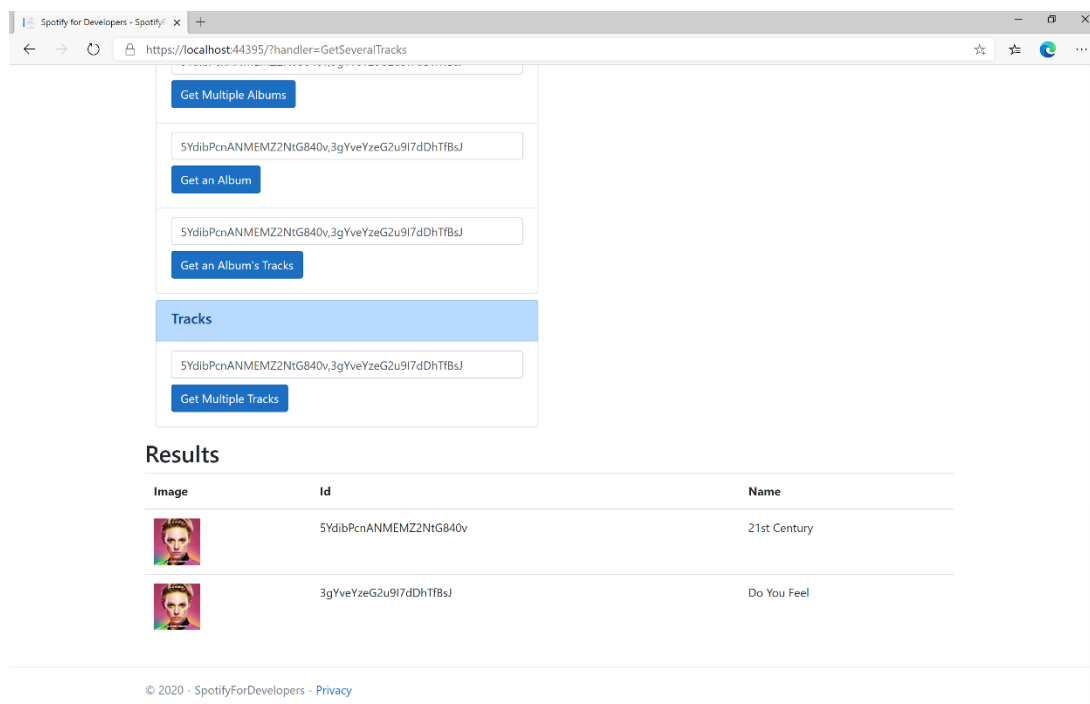 Spotify for Developers - Spotify
https://localhost:44395/?handler=GetSeveralTracks
Get Multiple Albums
5YdibPcnANMEMZ2NtG840v,3gYveYzeG2u9I7dDhTfBsJ
Get an Album
5YdibPcnANMEMZ2NtG840v,3gYveYzeG2u9I7dDhTfBsJ
Get an Album's Tracks
Tracks
5YdibPcnANMEMZ2NtG840v,3gYveYzeG2u9I7dDhTfBsJ
Get Multiple Tracks
Results
Image Id Name
5YdibPcnANMEMZ2NtG840v 21st Century
3gYveYzeG2u9I7dDhTfBsJ Do You Feel
© 2020 - SpotifyForDevelopers - Privacy